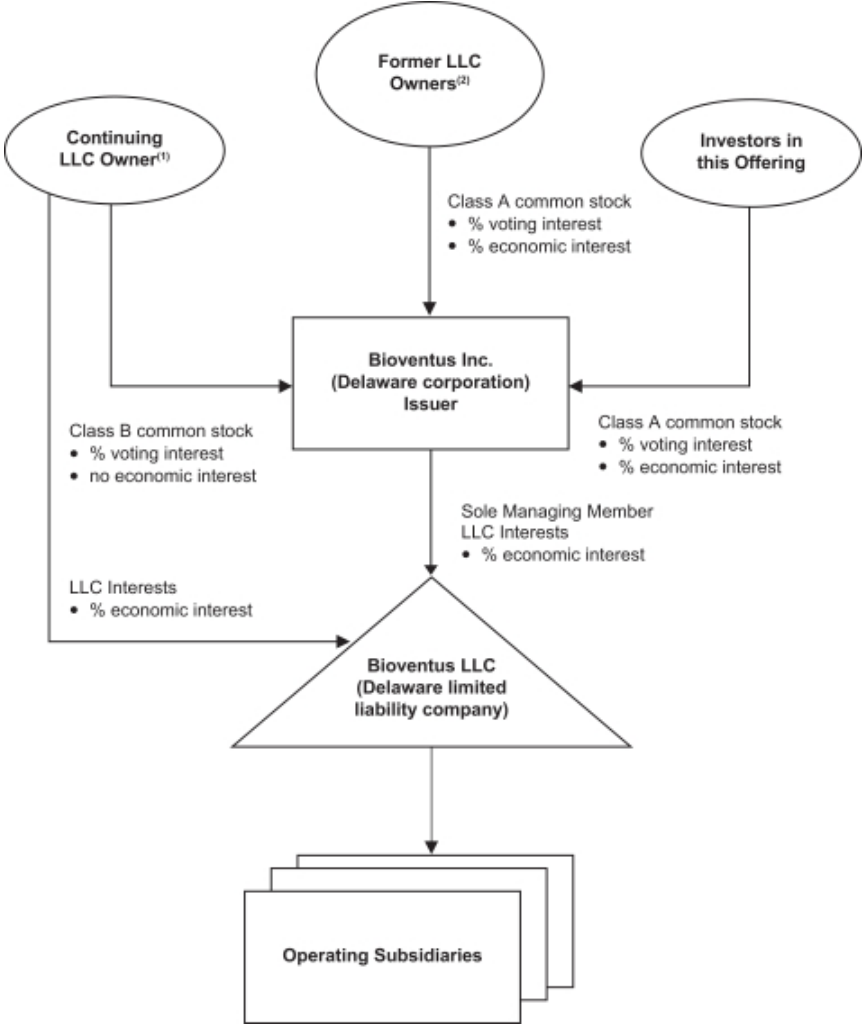 Former LLC
Owners(2)
Continuing
LLC Owner(1)
Investors in
this Offering
Class A common stock
• % voting interest
• % economic interest
Bioventus Inc.
(Delaware corporation)
Issuer
Class B common stock
• % voting interest
• no economic interest
Class A common stock
• % voting interest
• % economic interest
Sole Managing Member
LLC Interests
• % economic interest
LLC Interests
• % economic interest
Bioventus LLC
(Delaware limited
liability company)
Operating Subsidiaries